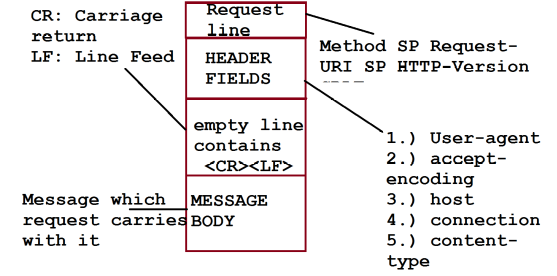 CR: Carriage
return
LF: Line Feed
Request
line
Method SP Request-
URI SP HTTP-Version
HEADER
FIELDS
empty line
contains
<CR><LF>
1.) User-agent
2.) accept-
encoding
3.) host
4.) connection
5.) content-
type
Message which
request carries
with it
MESSAGE
BODY